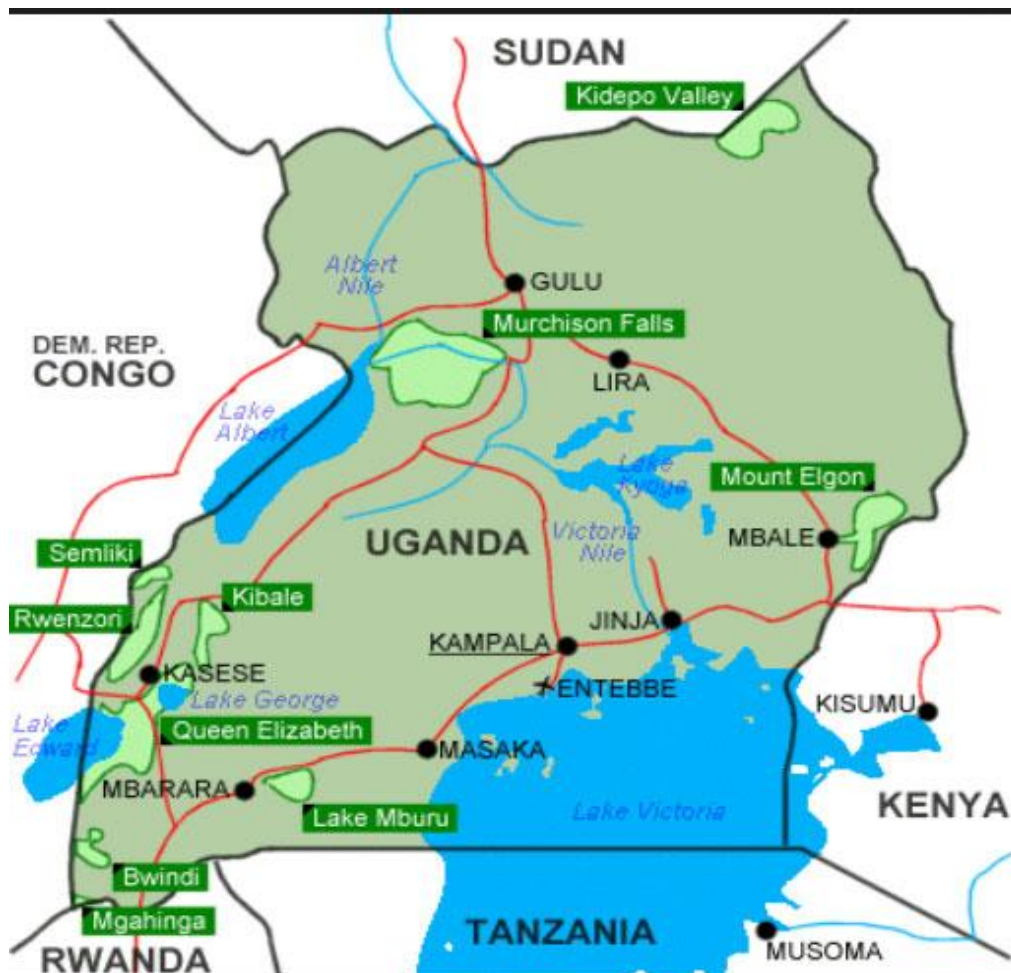 SUDAN
Kidepo Valley
Albert
Nile
GULU
Murchison Falls
DEM. REP.
CONGO
LIRA
Lake
Albert
Lake
Kyoga
Mount Elgon
UGANDA
Victoria
Nile
MBALE
Semliki
Kibale
Rwenzori
JINJA
KAMPALA
KASESE
Lake George
ENTEBBE
KISUMU
Lake
Edward
Queen Elizabeth
MASAKA
MBARARA
KENYA
Lake Mburu
Lake Victoria
Bwindi
Mgahinga
TANZANIA
MUSOMA
RWANDA